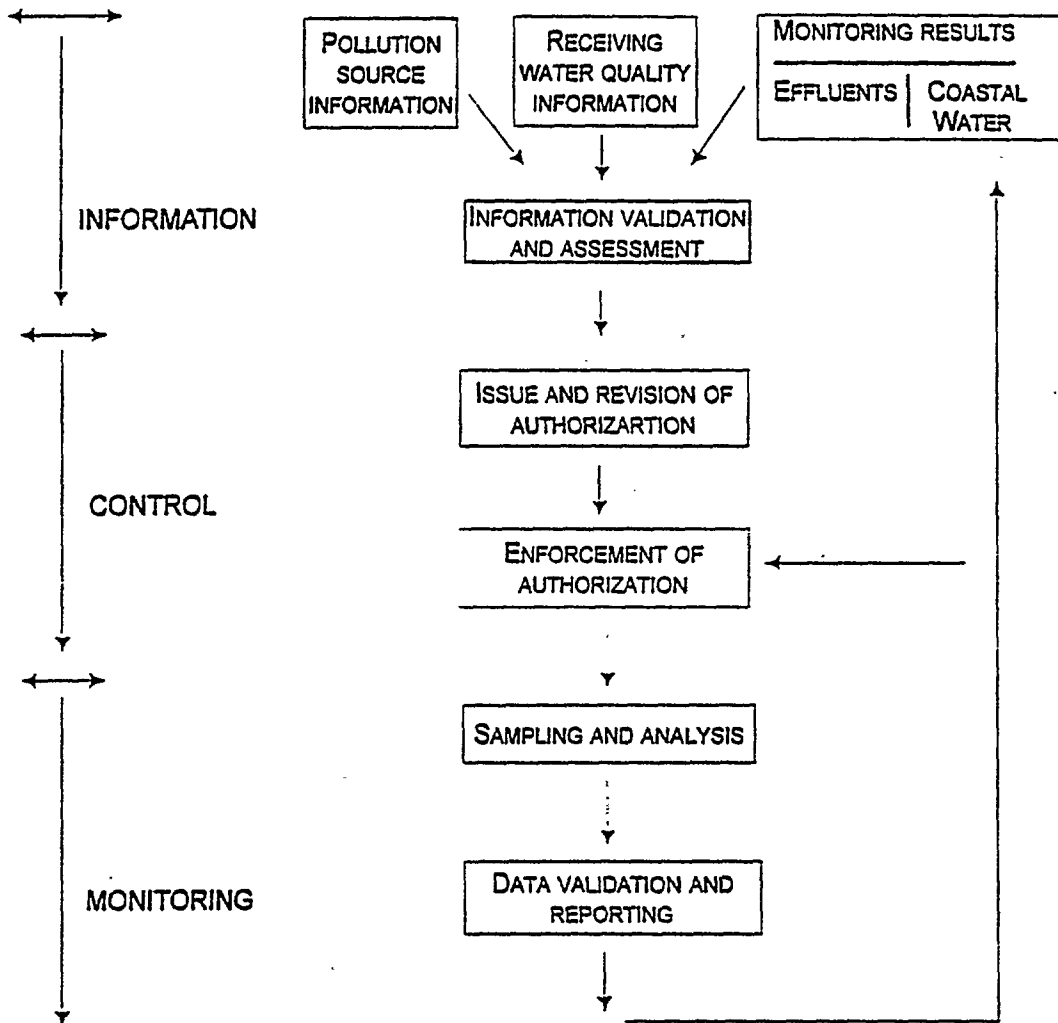 POLLUTION
SOURCE
INFORMATION
RECEIVING
WATER QUALITY
INFORMATION
MONITORING RESULTS
EFFLUENTS
COASTAL
WATER
INFORMATION
INFORMATION VALIDATION
AND ASSESSMENT
ISSUE AND REVISION OF
AUTHORIZARTION
CONTROL
ENFORCEMENT OF
AUTHORIZATION
SAMPLING AND ANALYSIS
MONITORING
DATA VALIDATION AND
REPORTING